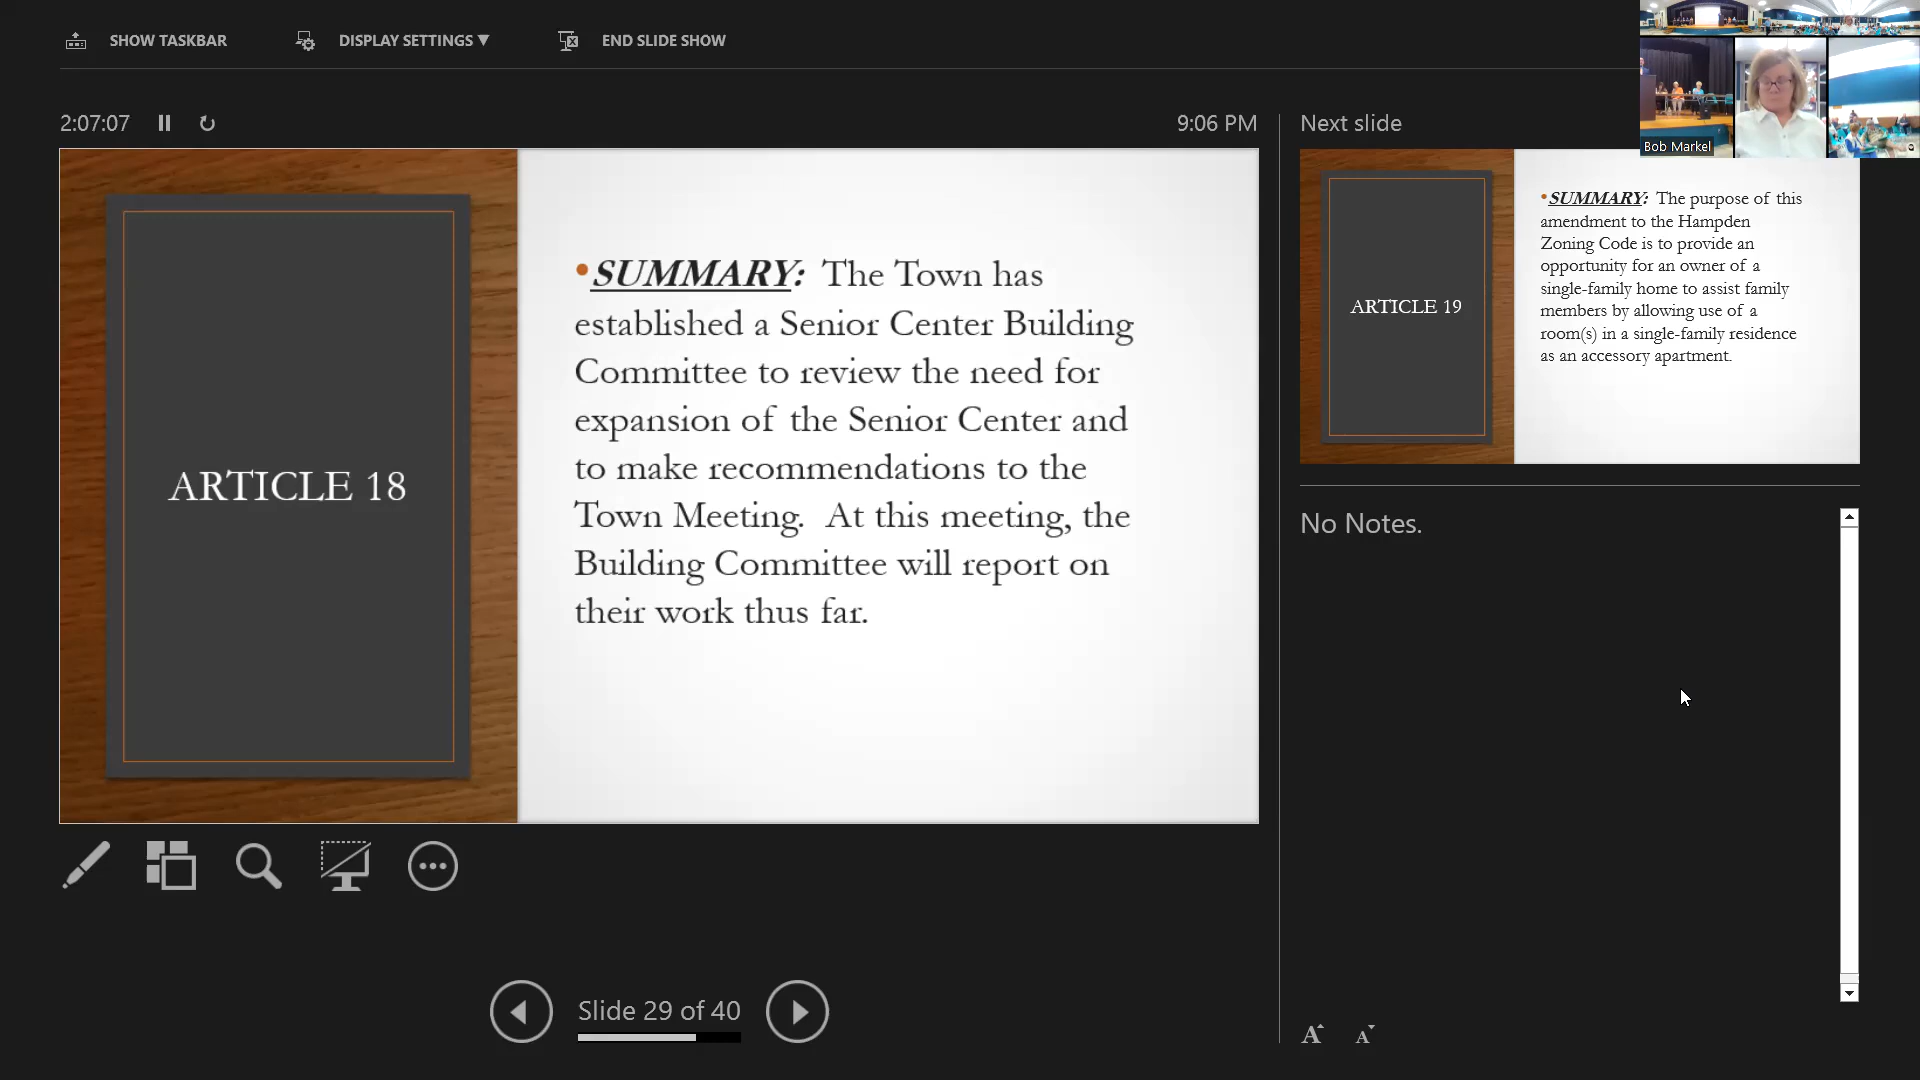 SHOW TASKBAR
DISPLAY SETTINGS ▼
END SLIDE SHOW
2:07:07
9:06 PM
Next slide
Bob Markel
ARTICLE 18
•SUMMARY: The Town has
established a Senior Center Building
Committee to review the need for
expansion of the Senior Center and
to make recommendations to the
Town Meeting. At this meeting, the
Building Committee will report on
their work thus far.
ARTICLE 19
•SUMMARY: The purpose of this
amendment to the Hampden
Zoning Code is to provide an
opportunity for an owner of a
single-family home to assist family
members by allowing use of a
room(s) in a single-family residence
as an accessory apartment.
No Notes.
Slide 29 of 40
A A